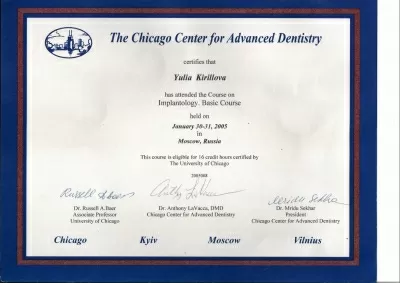 The Chicago Center for Advanced Dentistry
certifies that
Yulia Kirillova
has attended the Course on
Implantology. Basic Course
held on
January 30-31, 2005
in
Moscow, Russia
This course is eligible for 16 credit hours certified by
The University of Chicago
2005008
Dr. Russell A.Baer
Associate Professor
University of Chicago
Dr. Anthony LaVacca, DMD
Chicago Center for Advanced Dentistry
Dr. Mridu Sekhar
President
Chicago Center for Advanced Dentistry
Chicago Kyiv Moscow Vilnius